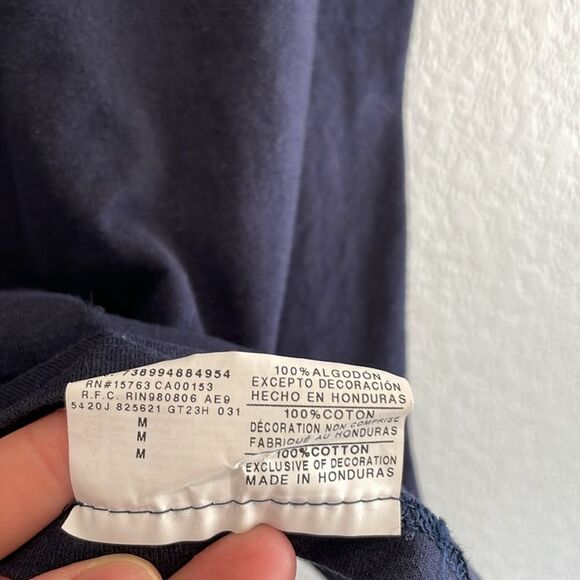 738994884954
RN#15763 CA00153
R.F.C. RIN980806 AE9
5420J 825621 GT23H 031
M
M
M
100%ALGODÓN
EXCEPTO DECORACIÓN
HECHO EN HONDURAS
100%COTON
DÉCORATION NON COMPRISE
FABRIQUÉ AU HONDURAS
100%COTTON
EXCLUSIVE OF DECORATION
MADE IN HONDURAS